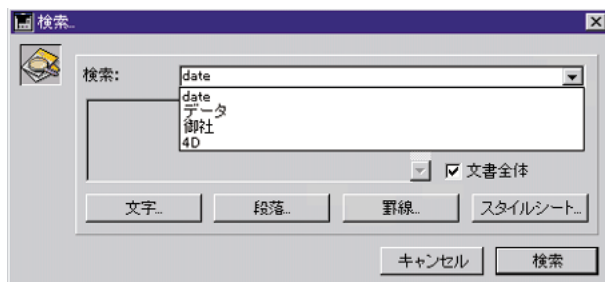 検索...
検索:
date
date
データ
御社
4D
文書全体
文字...
段落...
罫線...
スタイルシート...
キャンセル
検索